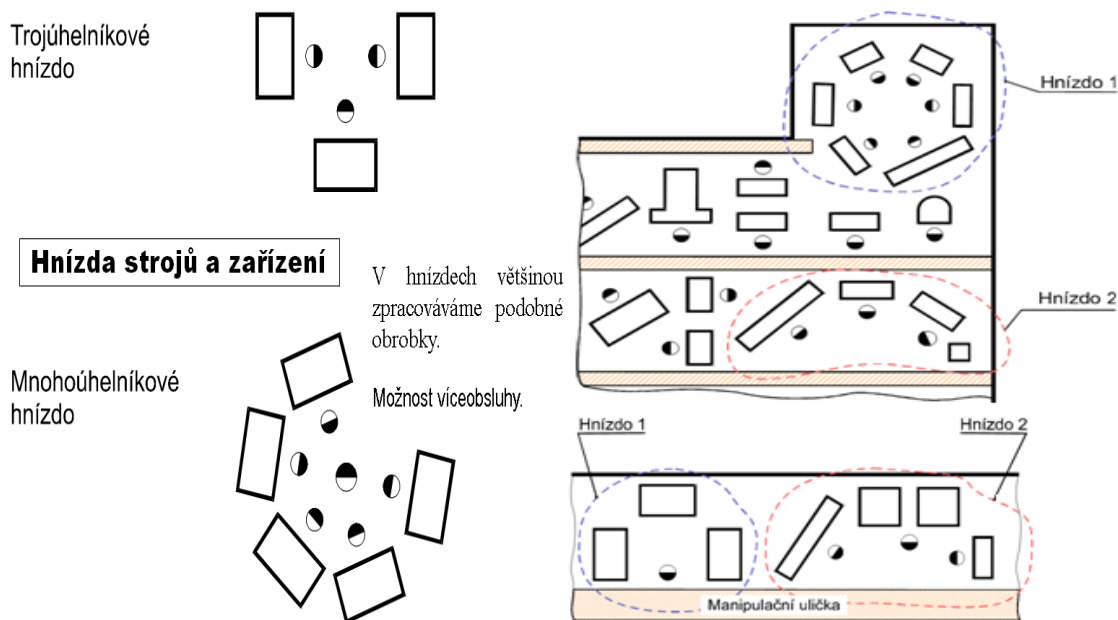 Trojúhelníkové
hnízdo
Hnízda strojů a zařízení
V hnízdech většinou
zpracováváme podobné
obrobky.
Možnost víceobsluhy.
Mnohoúhelníkové
hnízdo
Hnízdo 1
Hnízdo 2
Hnízdo 1
Hnízdo 2
Manipulační ulička